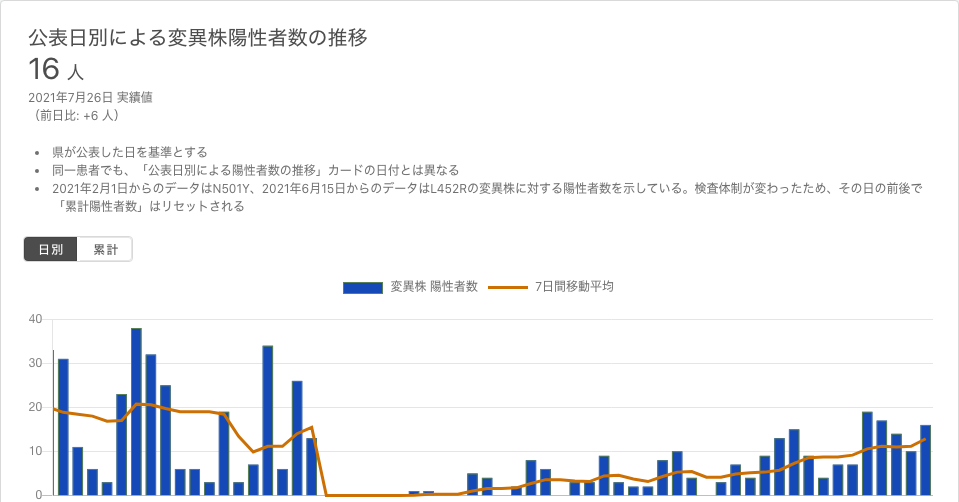 公表日別による変異株陽性者数の推移
16 人
2021年7月26日 実績値
（前日比: +6 人）
• 県が公表した日を基準とする
• 同一患者でも、「公表日別による陽性者数の推移」カードの日付とは異なる
• 2021年2月1日からのデータはN501Y、2021年6月15日からのデータはL452Rの変異株に対する陽性者数を示している。検査体制が変わったため、その日の前後で
「累計陽性者数」はリセットされる
日別 累計
変異株 陽性者数 7日間移動平均
40
30
20
10
0